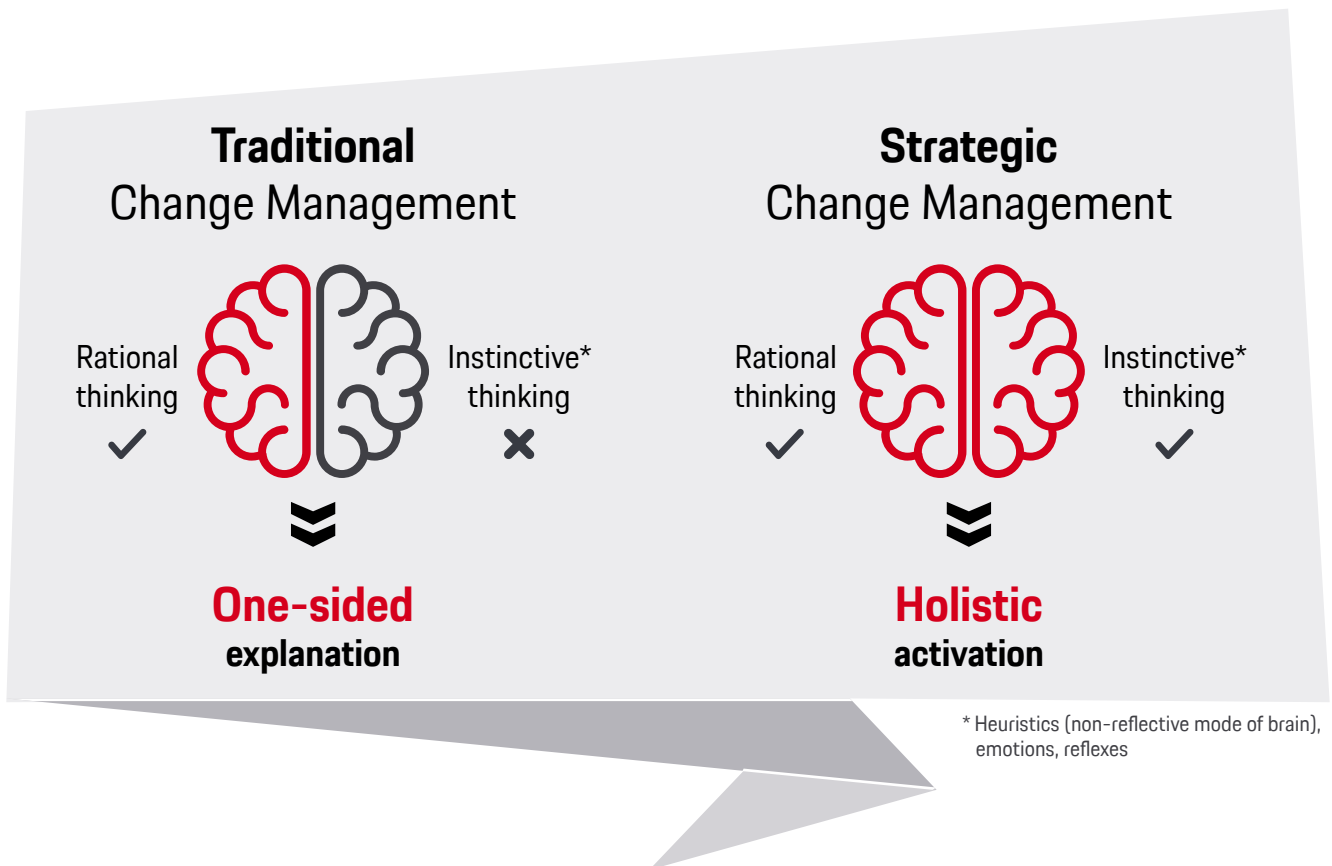 Traditional
Change Management
Rational
thinking
Instinctive*
thinking
One-sided
explanation
Strategic
Change Management
Rational
thinking
Instinctive*
thinking
Holistic
activation
* Heuristics (non-reflective mode of brain),
emotions, reflexes